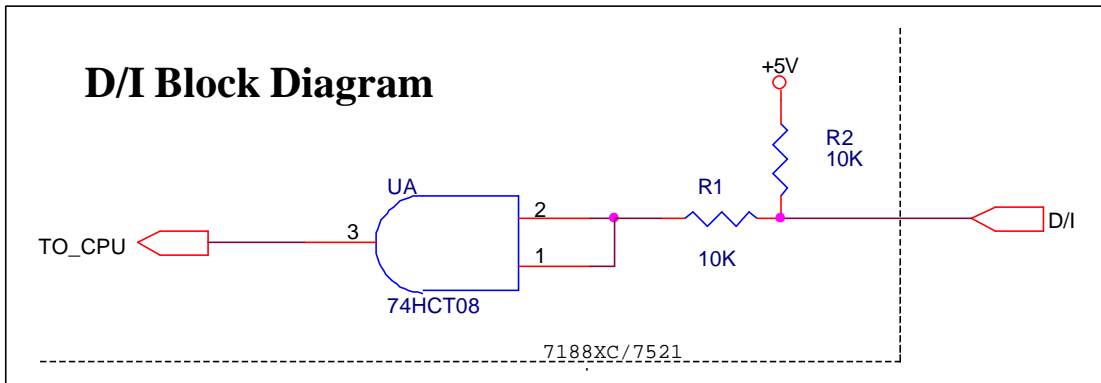 D/I Block Diagram
+5V
R2
10K
UA
R1
2
3
1
TO_CPU
D/I
10K
74HCT08
7188XC/7521